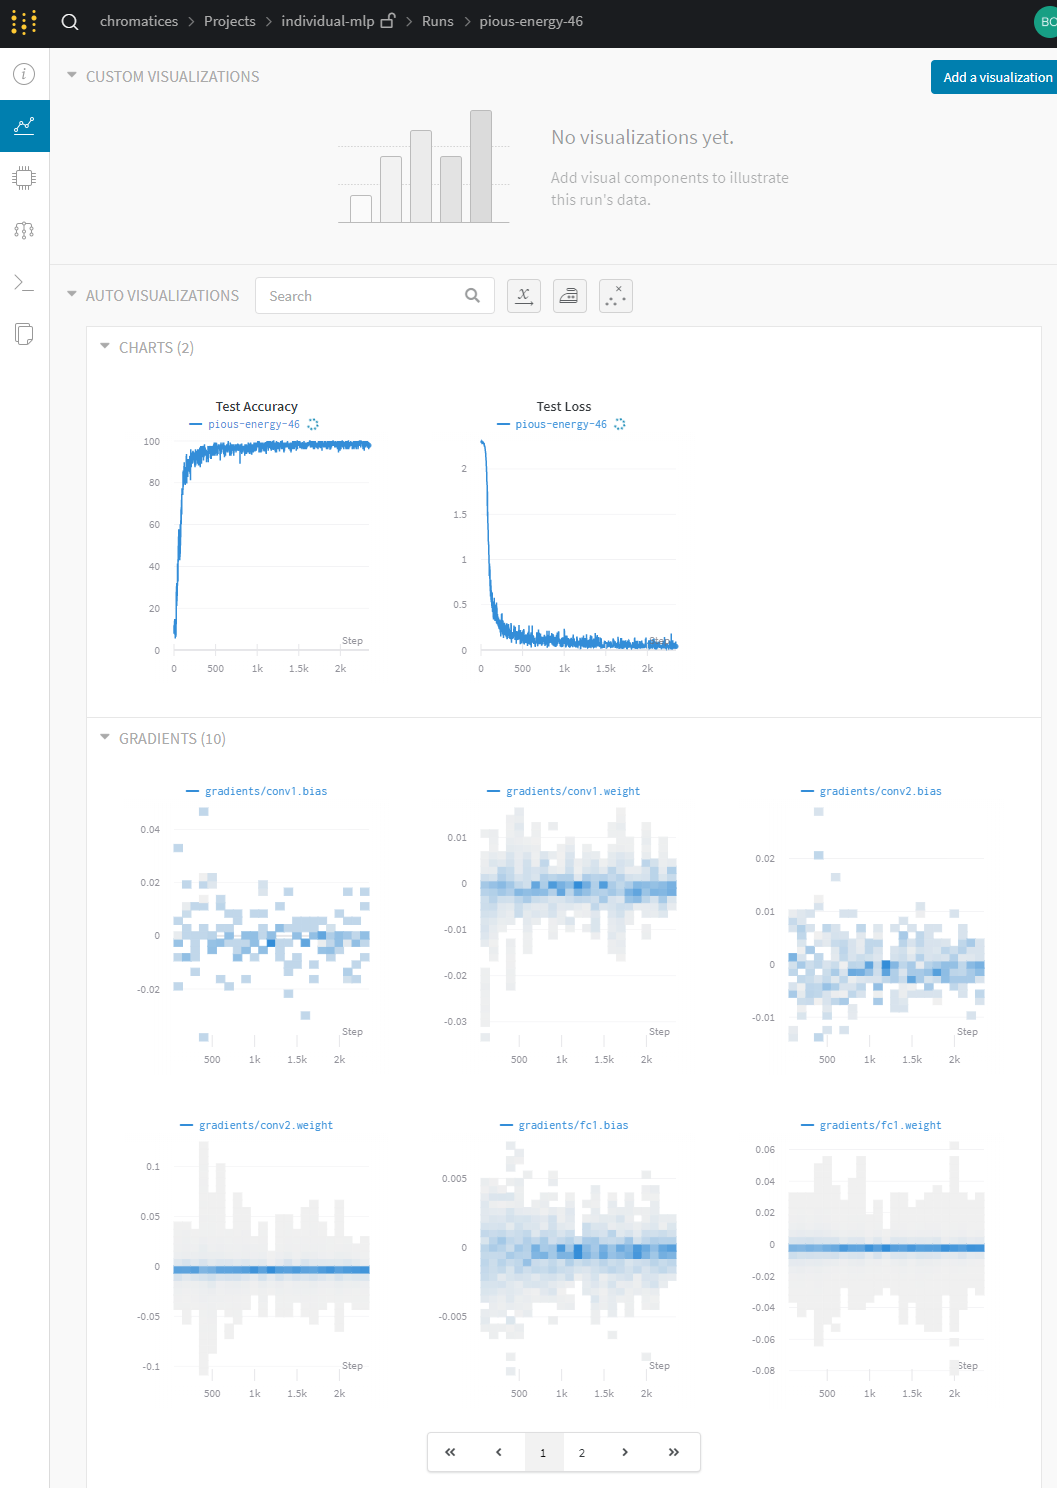 chromatices > Projects > individual-mlp > Runs > pious-energy-46
BC
CUSTOM VISUALIZATIONS
Add a visualization
No visualizations yet.
Add visual components to illustrate
this run's data.
AUTO VISUALIZATIONS
Search
x
CHARTS (2)
Test Accuracy
pious-energy-46
100
80
60
40
20
0
Step
0 500 1k 1.5k 2k
Test Loss
pious-energy-46
2
1.5
1
0.5
0
Step
0 500 1k 1.5k 2k
GRADIENTS (10)
gradients/conv1.bias
0.04
0.02
0
-0.02
Step
500 1k 1.5k 2k
gradients/conv1.weight
0.01
0
-0.01
-0.02
-0.03
Step
500 1k 1.5k 2k
gradients/conv2.bias
0.02
0.01
0
-0.01
Step
500 1k 1.5k 2k
gradients/conv2.weight
0.1
0.05
0
-0.05
-0.1
Step
500 1k 1.5k 2k
gradients/fc1.bias
0.005
0
-0.005
Step
500 1k 1.5k 2k
gradients/fc1.weight
0.06
0.04
0.02
0
-0.02
-0.04
-0.06
-0.08
Step
500 1k 1.5k 2k
« ‹ 1 2 › »